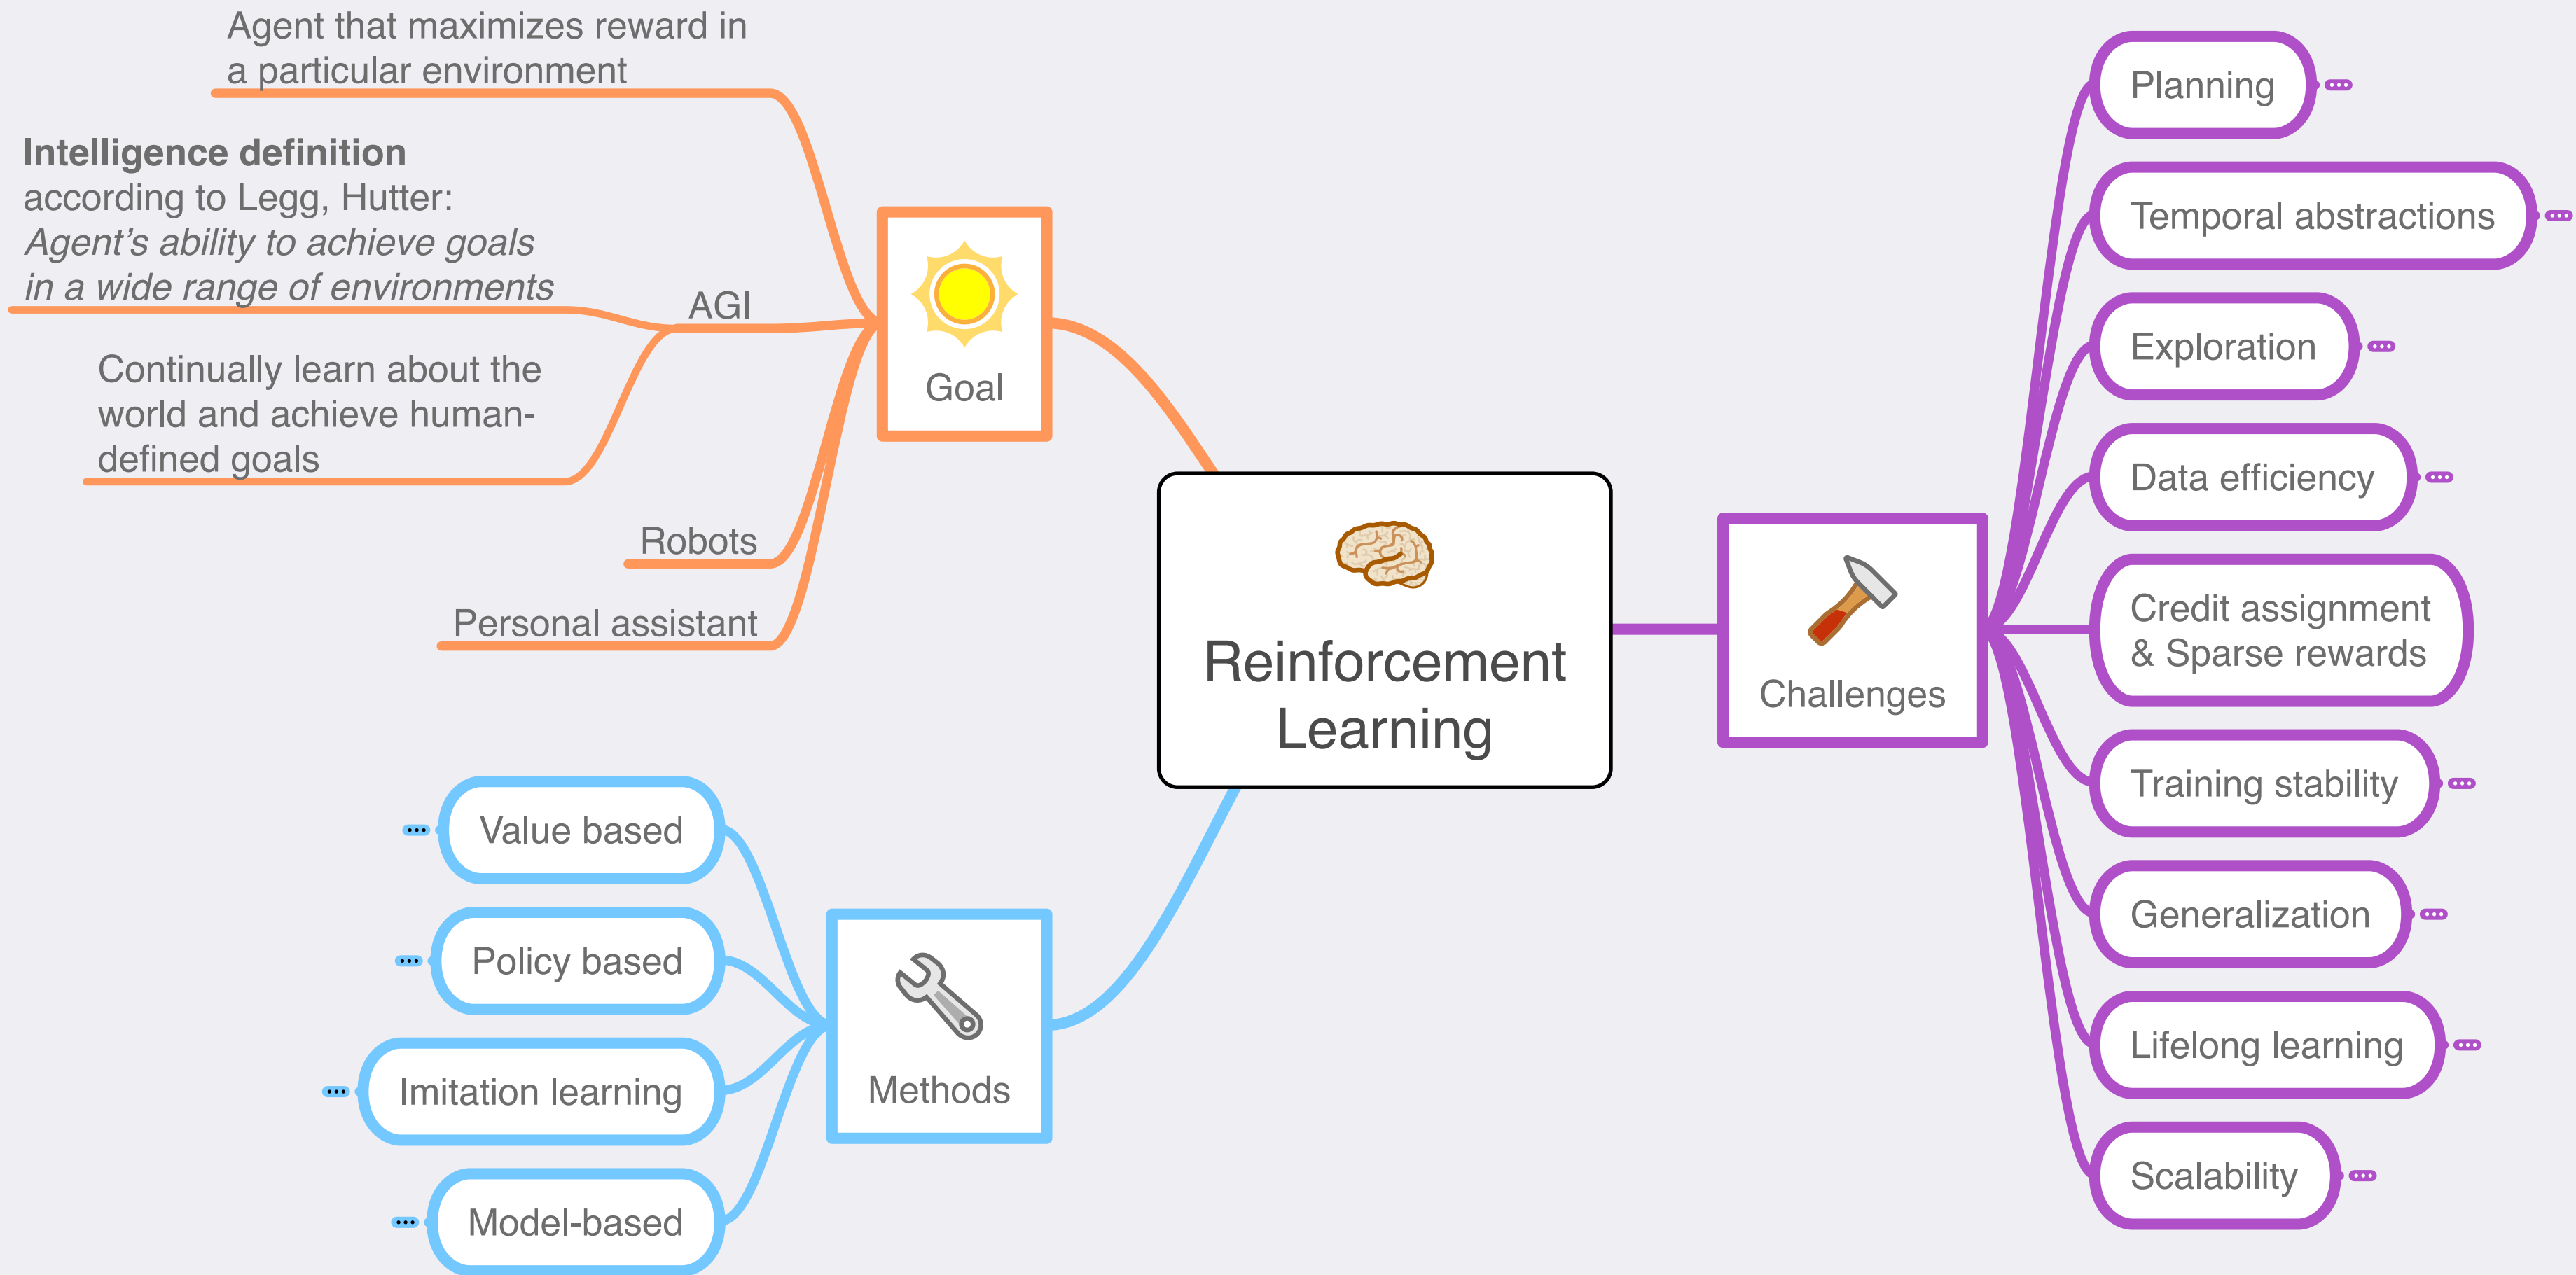 Agent that maximizes reward in
a particular environment
Intelligence definition
according to Legg, Hutter:
Agent’s ability to achieve goals
in a wide range of environments
AGI
Continually learn about the
world and achieve human-
defined goals
Robots
Personal assistant
Goal
Reinforcement
Learning
Value based
Policy based
Imitation learning
Model-based
Methods
Challenges
Planning
Temporal abstractions
Exploration
Data efficiency
Credit assignment
& Sparse rewards
Training stability
Generalization
Lifelong learning
Scalability